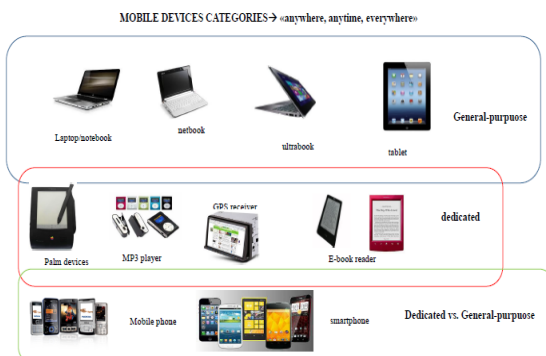 MOBILE DEVICES CATEGORIES→ «anywhere, anytime, everywhere»
Laptop/notebook
netbook
ultrabook
tablet
General-purpuose
Palm devices
MP3 player
GPS receiver
E-book reader
dedicated
Mobile phone
smartphone
Dedicated vs. General-purpuose